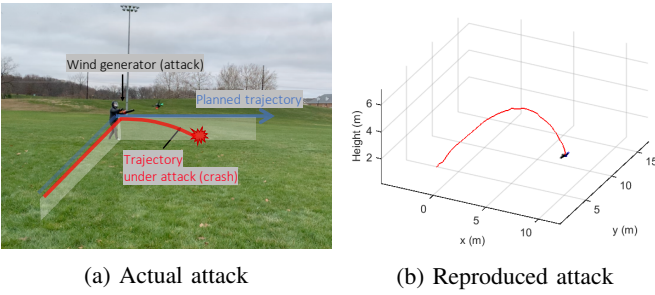 Wind generator (attack)
Planned trajectory
Trajectory
under attack (crash)
Height (m)
6
4
2
0
5
10
x (m)
5
10
15
y (m)
(a) Actual attack
(b) Reproduced attack